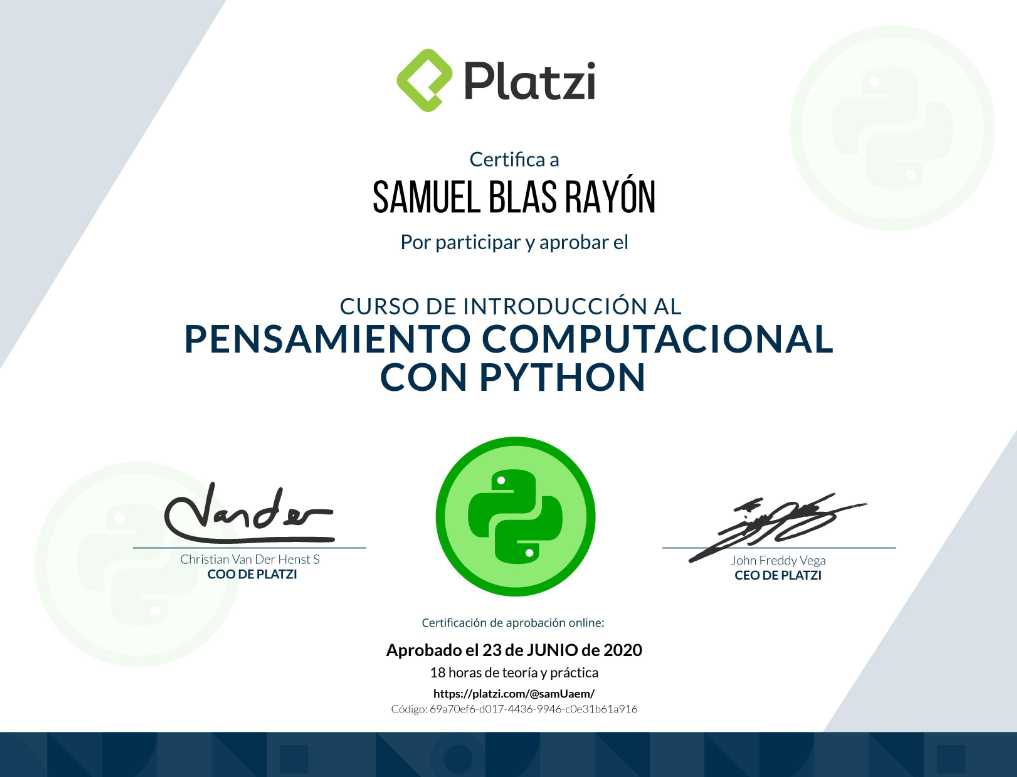 Platzi
Certifica a
SAMUEL BLAS RAYÓN
Por participar y aprobar el
CURSO DE INTRODUCCIÓN AL
PENSAMIENTO COMPUTACIONAL
CON PYTHON
Vander
Christian Van Der Henst S
COO DE PLATZI
John Freddy Vega
CEO DE PLATZI
Certificación de aprobación online:
Aprobado el 23 de JUNIO de 2020
18 horas de teoría y práctica
https://platzi.com/@samUaem/
Código: 69a70ef6-d017-4436-9946-c0e31b61a916